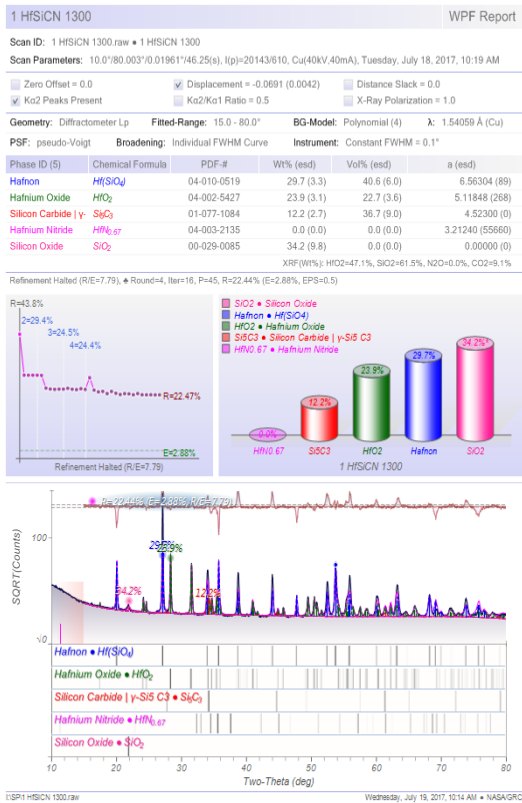 1 HfSiCN 1300 WPF Report
Scan ID: 1 HfSiCN 1300.raw ● 1 HfSiCN 1300
Scan Parameters: 10.0°/80.003°/0.01961°/46.25(s), I(p)=20143/610, Cu(40kV,40mA), Tuesday, July 18, 2017, 10:19 AM
Zero Offset = 0.0 Displacement = -0.0691 (0.0042) Distance Slack = 0.0
Kα2 Peaks Present Kα2/Kα1 Ratio = 0.5 X-Ray Polarization = 1.0
Geometry: Diffractometer Lp Fitted-Range: 15.0 - 80.0° BG-Model: Polynomial (4) λ: 1.54059 Å (Cu)
PSF: pseudo-Voigt Broadening: Individual FWHM Curve Instrument: Constant FWHM = 0.1°
Phase ID (5) Chemical Formula PDF-# Wt% (esd) Vol% (esd) a (esd)
Hafnon Hf(SiO₄) 04-010-0519 29.7 (3.3) 40.6 (6.0) 6.56304 (89)
Hafnium Oxide HfO₂ 04-002-5427 23.9 (3.1) 22.7 (3.6) 5.11848 (268)
Silicon Carbide | γ- Si₅C₃ 01-077-1084 12.2 (2.7) 36.7 (9.0) 4.52300 (0)
Hafnium Nitride HfN₀.₆₇ 04-003-2135 0.0 (0.0) 0.0 (0.0) 3.21240 (55660)
Silicon Oxide SiO₂ 00-029-0085 34.2 (9.8) 0.0 (0.0) 0.00000 (0)
XRF(Wt%): HfO2=47.1%, SiO2=61.5%, N2O=0.0%, CO2=9.1%
Refinement Halted (R/E=7.79), ♣ Round=4, Iter=16, P=45, R=22.44% (E=2.88%, EPS=0.5)
R=43.8%
2=29.4%
3=24.5%
4=24.4%
R=22.47%
E=2.88%
Refinement Halted (R/E=7.79)
SiO2 ● Silicon Oxide
Hafnon ● Hf(SiO4)
HfO2 ● Hafnium Oxide
Si5C3 ● Silicon Carbide | γ-Si5 C3
HfN0.67 ● Hafnium Nitride
0.0% 12.2% 23.9% 29.7% 34.2%*
HfN0.67 Si5C3 HfO2 Hafnon SiO2
1 HfSiCN 1300
R=22.44% (E=2.88%, R/E=7.79)
SQRT(Counts)
100
√0
29.7%
23.9%
34.2%
12.2%
Hafnon ● Hf(SiO₄)
Hafnium Oxide ● HfO₂
Silicon Carbide | γ-Si5 C3 ● Si₅C₃
Hafnium Nitride ● HfN₀.₆₇
Silicon Oxide ● SiO₂
10 20 30 40 50 60 70 80
Two-Theta (deg)
I:\SP\1 HfSiCN 1300.raw Wednesday, July 19, 2017, 10:14 AM ● NASA/GRC